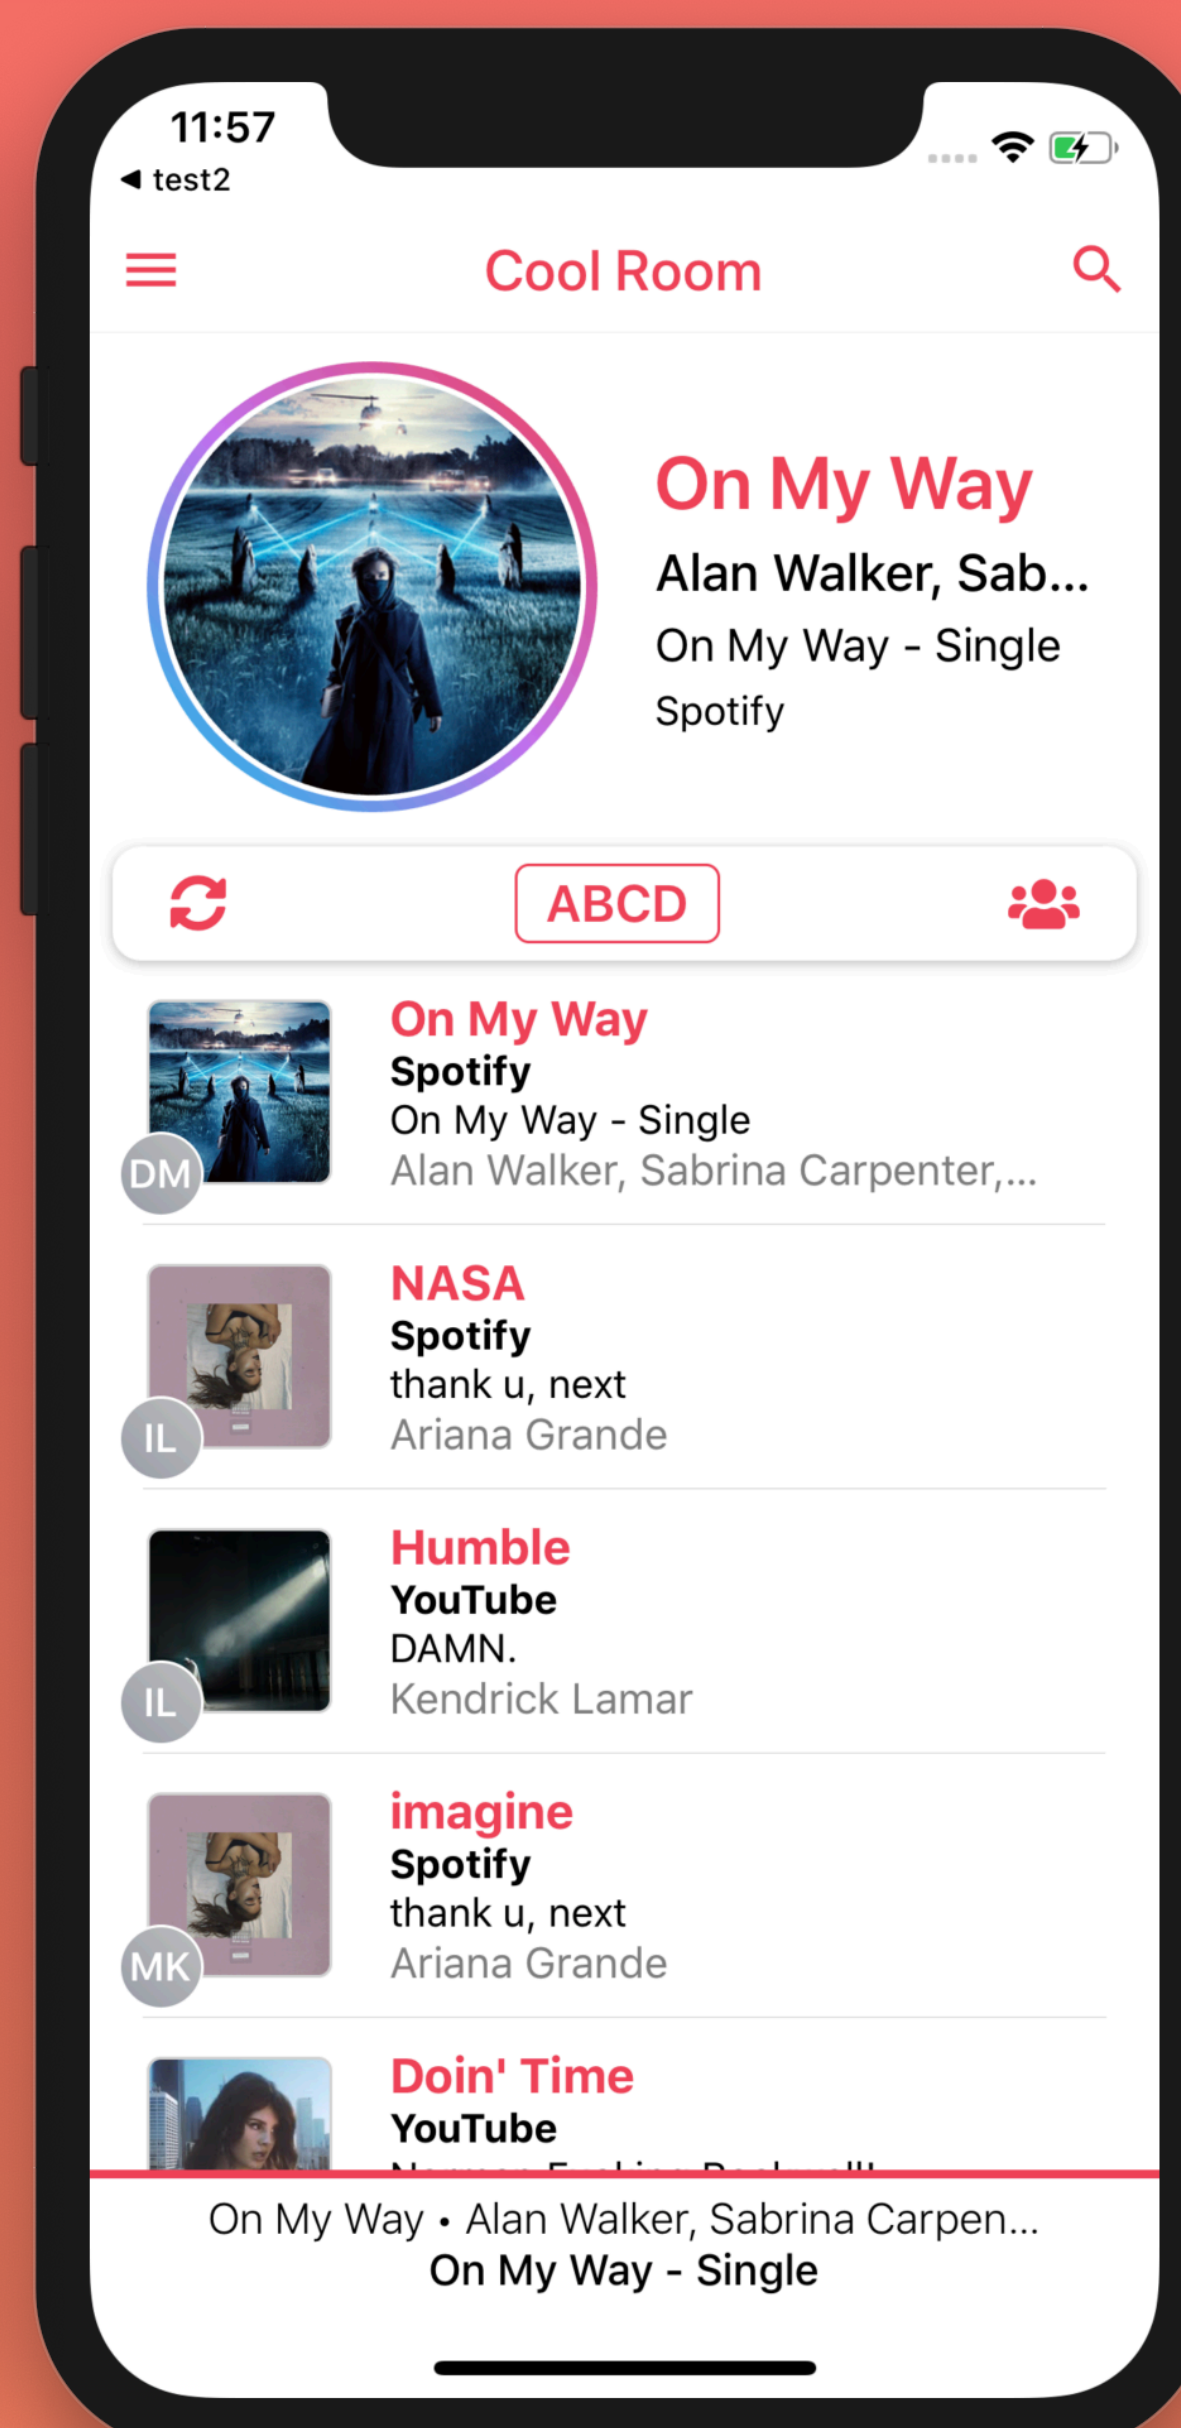 11:57
◀ test2
Cool Room
On My Way
Alan Walker, Sab...
On My Way - Single
Spotify
ABCD
On My Way
Spotify
On My Way - Single
Alan Walker, Sabrina Carpenter,...
DM
NASA
Spotify
thank u, next
Ariana Grande
IL
Humble
YouTube
DAMN.
Kendrick Lamar
IL
imagine
Spotify
thank u, next
Ariana Grande
MK
Doin' Time
YouTube
On My Way • Alan Walker, Sabrina Carpen...
On My Way - Single